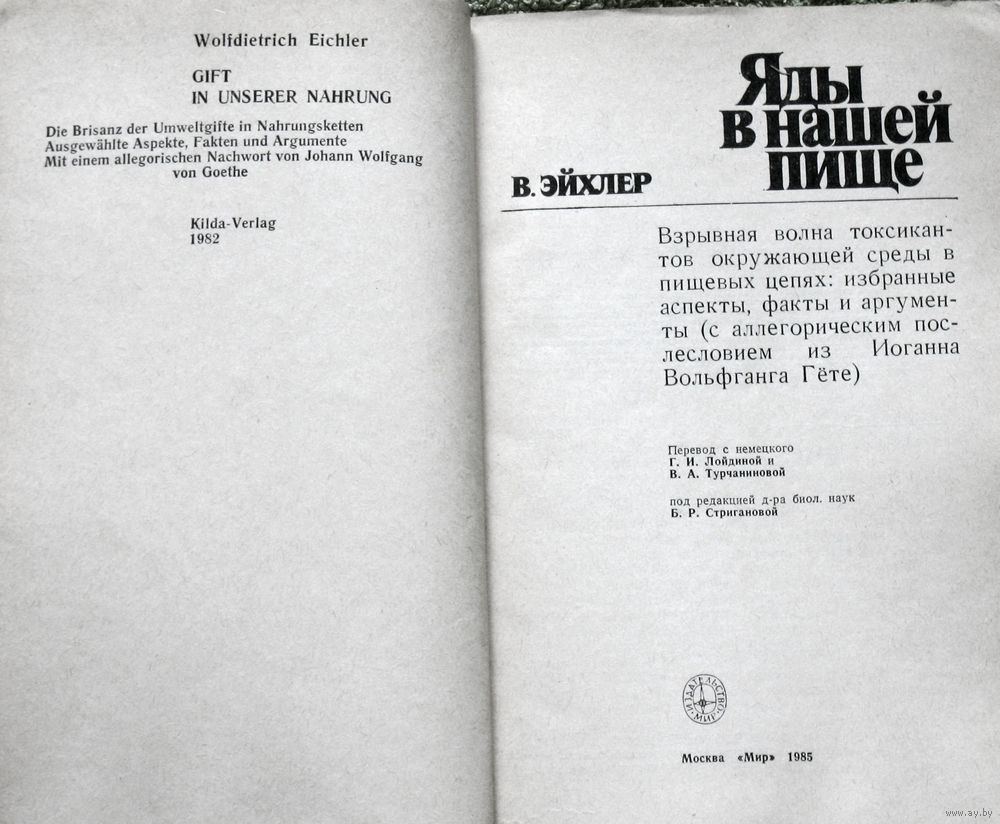 Wolfdietrich Eichler
GIFT
IN UNSERER NAHRUNG
Die Brisanz der Umweltgifte in Nahrungsketten
Ausgewählte Aspekte, Fakten und Argumente
Mit einem allegorischen Nachwort von Johann Wolfgang
von Goethe
Kilda-Verlag
1982
Яды
в нашей
пище
В. ЭЙХЛЕР
Взрывная волна токсикан-
тов окружающей среды в
пищевых цепях: избранные
аспекты, факты и аргумен-
ты (с аллегорическим пос-
лесловием из Иоганна
Вольфганга Гёте)
Перевод с немецкого
Г. И. Лойдиной и
В. А. Турчаниновой
под редакцией д-ра биол. наук
Б. Р. Стригановой
ИЗДАТЕЛЬСТВО
МИР
Москва «Мир» 1985
www.ay.by